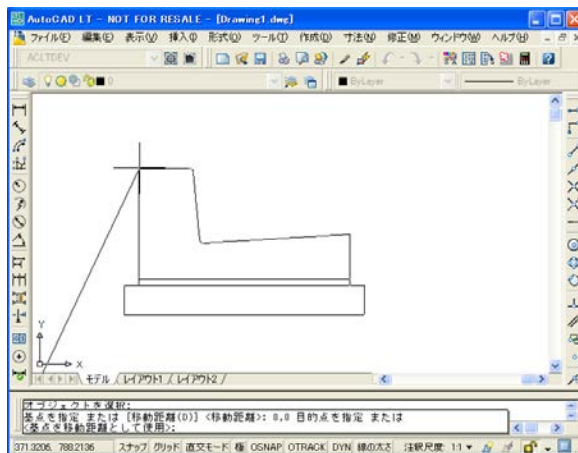 AutoCAD LT - NOT FOR RESALE - [Drawing1.dwg]
ファイル(F) 編集(E) 表示(V) 挿入(I) 形式(O) ツール(T) 作成(D) 寸法(N) 修正(M) ウィンドウ(W) ヘルプ(H)
ACLTDEV
0 ByLayer ByLayer
Y
X
モデル レイアウト1 レイアウト2
オブジェクトを選択:
基点を指定 または [移動距離(D)] <移動距離>: 0,0 目的点を指定 または
<基点を移動距離として使用>:
371.3206, 788.2136 スナップ グリッド 直交モード 極 OSNAP OTRACK DYN 線の太さ 注釈尺度: 1:1